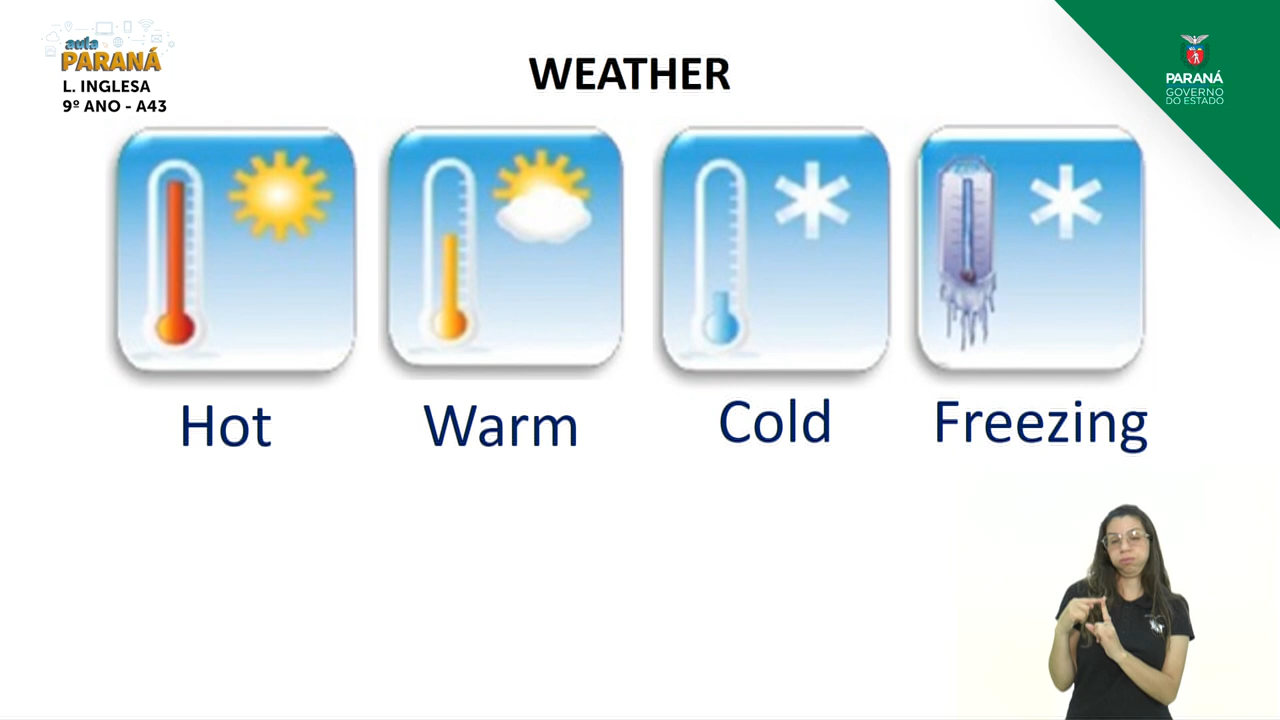 aula
PARANÁ
L. INGLESA
9º ANO - A43
WEATHER
PARANÁ
GOVERNO
DO ESTADO
Hot
Warm
Cold
Freezing